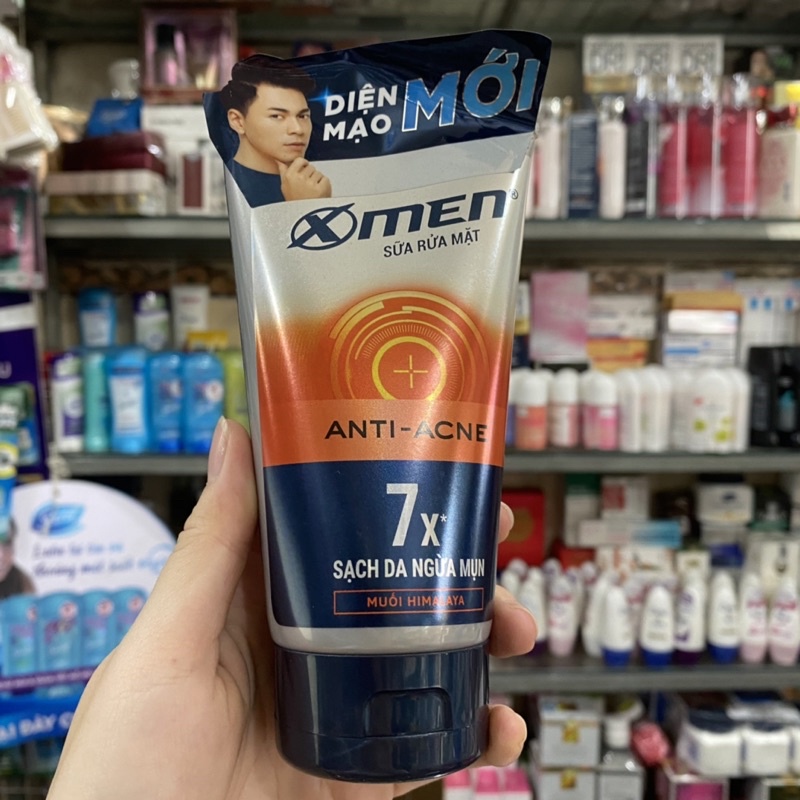 DIỆN
MẠO
MỚI
XMEN®
SỮA RỬA MẶT
ANTI-ACNE
7x*
SẠCH DA NGỪA MỤN
MUỐI HIMALAYA